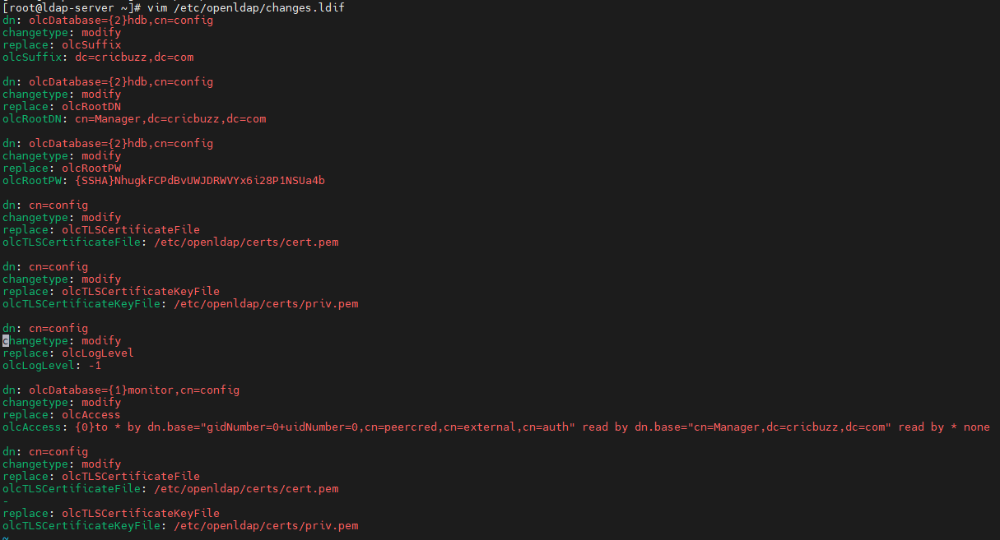 [root@ldap-server ~]# vim /etc/openldap/changes.ldif
dn: olcDatabase={2}hdb,cn=config
changetype: modify
replace: olcSuffix
olcSuffix: dc=cricbuzz,dc=com

dn: olcDatabase={2}hdb,cn=config
changetype: modify
replace: olcRootDN
olcRootDN: cn=Manager,dc=cricbuzz,dc=com

dn: olcDatabase={2}hdb,cn=config
changetype: modify
replace: olcRootPW
olcRootPW: {SSHA}NhugkFCPdBvUWJDRWVYx6i28P1NSUa4b

dn: cn=config
changetype: modify
replace: olcTLSCertificateFile
olcTLSCertificateFile: /etc/openldap/certs/cert.pem

dn: cn=config
changetype: modify
replace: olcTLSCertificateKeyFile
olcTLSCertificateKeyFile: /etc/openldap/certs/priv.pem

dn: cn=config
changetype: modify
replace: olcLogLevel
olcLogLevel: -1

dn: olcDatabase={1}monitor,cn=config
changetype: modify
replace: olcAccess
olcAccess: {0}to * by dn.base="gidNumber=0+uidNumber=0,cn=peercred,cn=external,cn=auth" read by dn.base="cn=Manager,dc=cricbuzz,dc=com" read by * none

dn: cn=config
changetype: modify
replace: olcTLSCertificateFile
olcTLSCertificateFile: /etc/openldap/certs/cert.pem
-
replace: olcTLSCertificateKeyFile
olcTLSCertificateKeyFile: /etc/openldap/certs/priv.pem
~